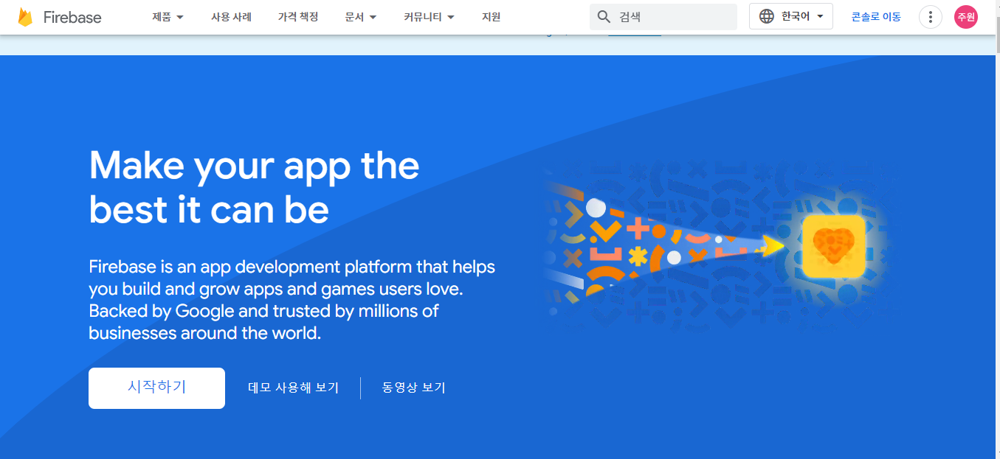 Firebase 제품 사용 사례 가격 책정 문서 커뮤니티 지원 검색 한국어 콘솔로 이동 주원
Make your app the
best it can be
Firebase is an app development platform that helps
you build and grow apps and games users love.
Backed by Google and trusted by millions of
businesses around the world.
시작하기 데모 사용해 보기 동영상 보기